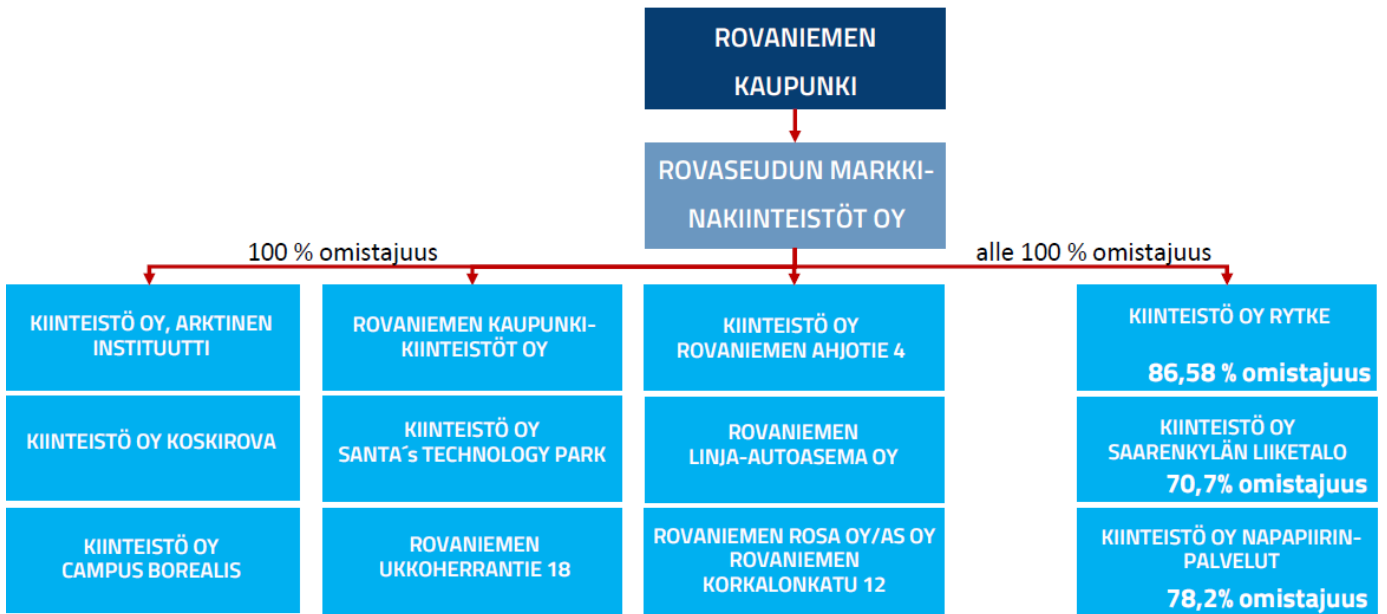 ROVANIEMEN
KAUPUNKI
ROVASEUDUN MARKKI-
NAKIINTEISTÖT OY
100 % omistajuus
alle 100 % omistajuus
KIINTEISTÖ OY, ARKTINEN
INSTITUUTTI
KIINTEISTÖ OY KOSKIROVA
KIINTEISTÖ OY
CAMPUS BOREALIS
ROVANIEMEN KAUPUNKI-
KIINTEISTÖT OY
KIINTEISTÖ OY
SANTA´s TECHNOLOGY PARK
ROVANIEMEN
UKKOHERRANTIE 18
KIINTEISTÖ OY
ROVANIEMEN AHJOTIE 4
ROVANIEMEN
LINJA-AUTOASEMA OY
ROVANIEMEN ROSA OY/AS OY
ROVANIEMEN
KORKALONKATU 12
KIINTEISTÖ OY RYTKE
86,58 % omistajuus
KIINTEISTÖ OY
SAARENKYLÄN LIIKETALO
70,7% omistajuus
KIINTEISTÖ OY NAPAPIIRIN-
PALVELUT
78,2% omistajuus